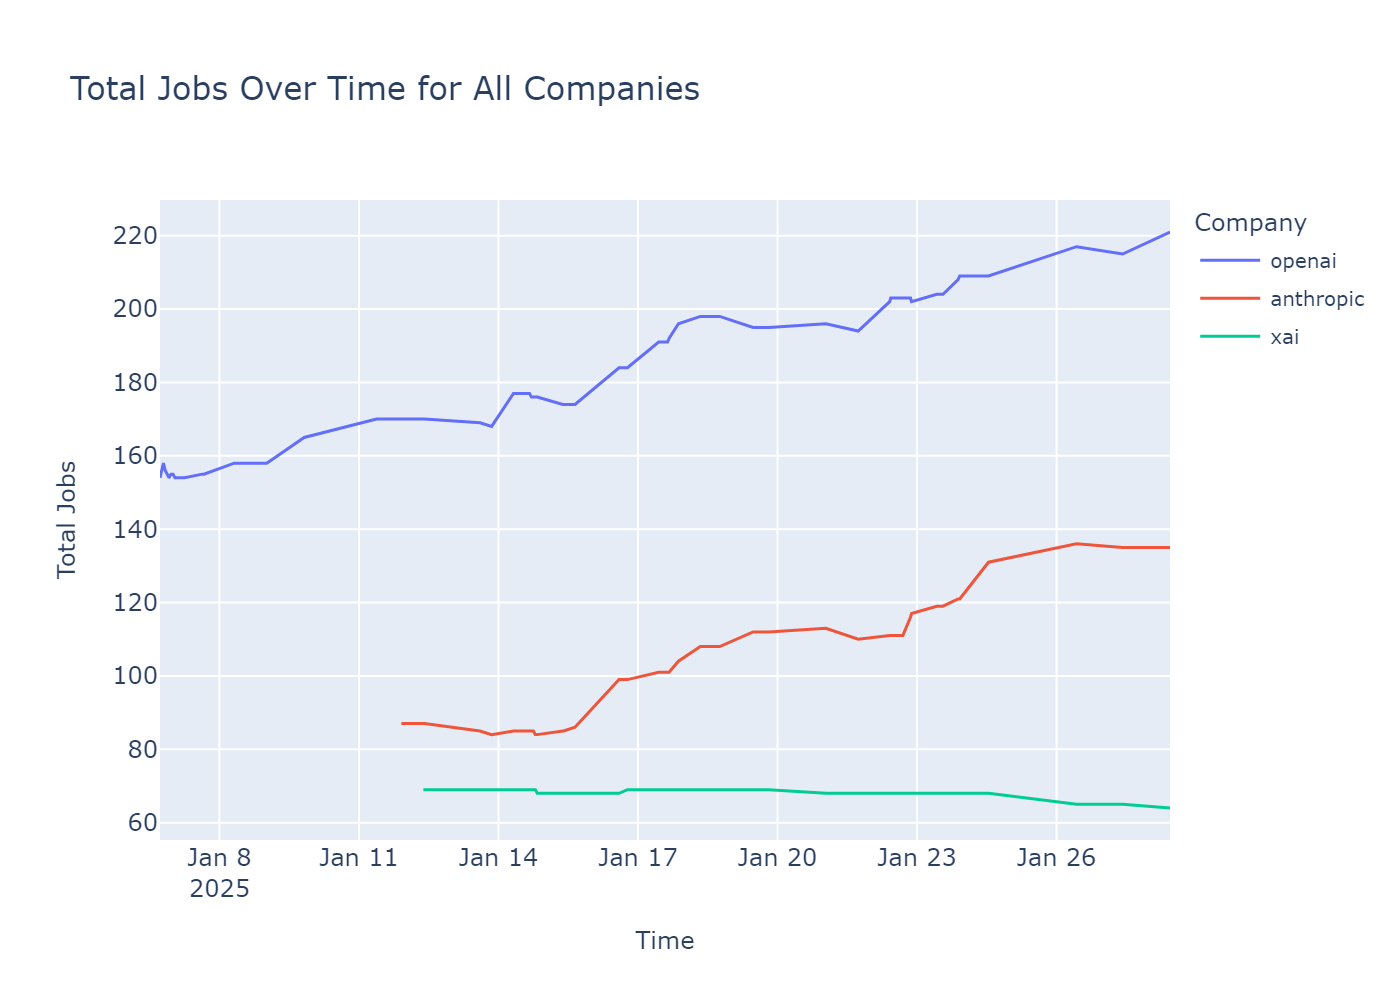 Total Jobs Over Time for All Companies
220
200
180
160
140
120
100
80
60
Total Jobs
Jan 8
2025
Jan 11
Jan 14
Jan 17
Jan 20
Jan 23
Jan 26
Time
Company
openai
anthropic
xai